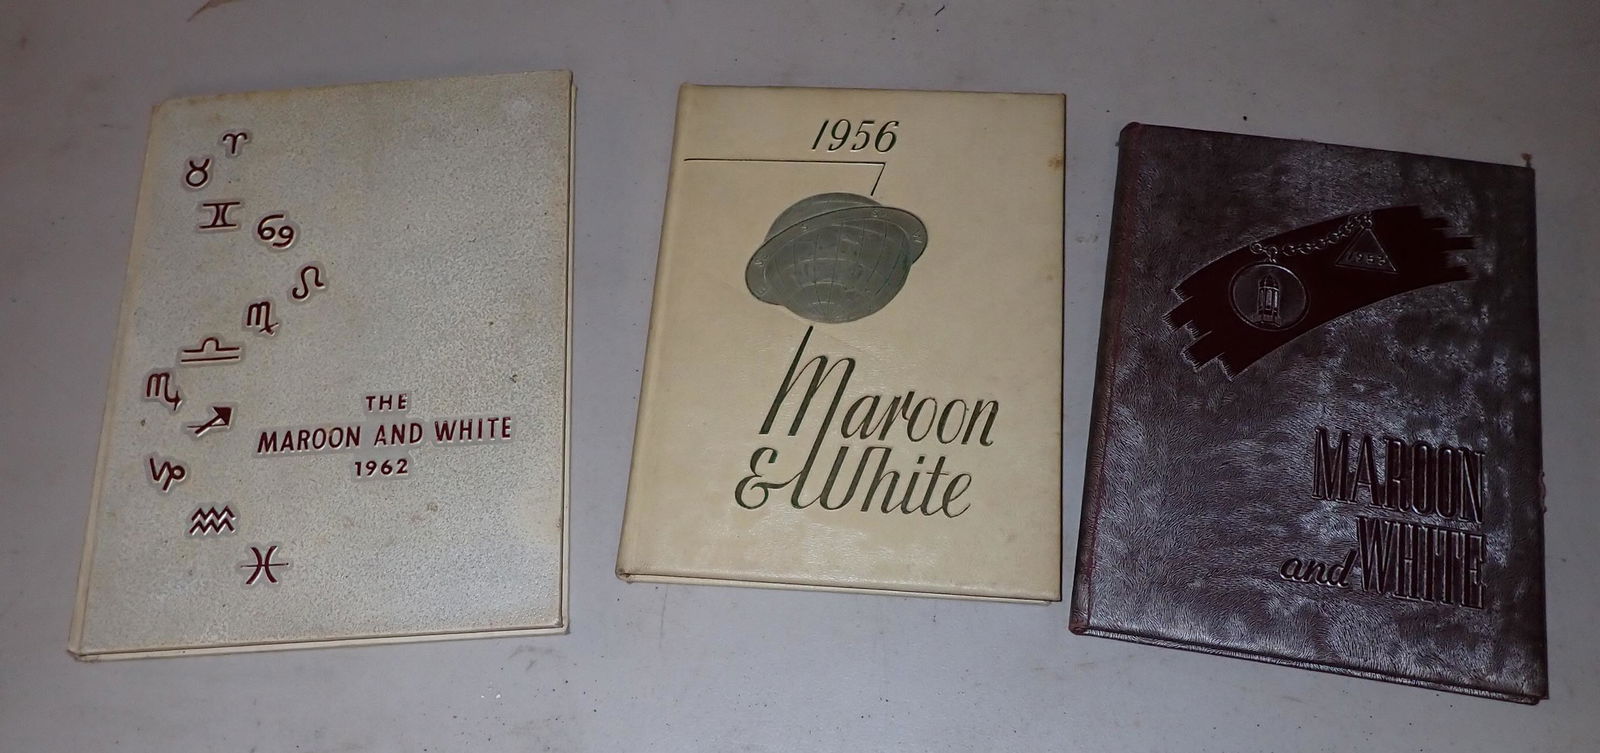 THE
MAROON AND WHITE
1962
1956
Maroon
& White
MAROON
and WHITE